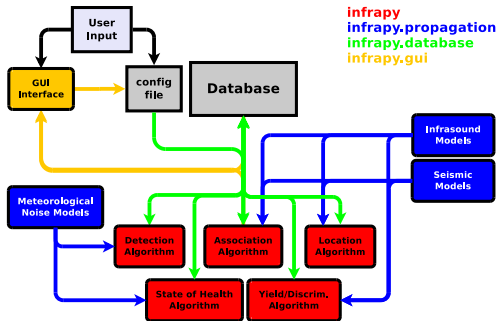 User
Input
infrapy
infrapy.propagation
infrapy.database
infrapy.gui
GUI
Interface
config
file
Database
Infrasound
Models
Seismic
Models
Meteorological
Noise Models
Detection
Algorithm
Association
Algorithm
Location
Algorithm
State of Health
Algorithm
Yield/Discrim.
Algorithm